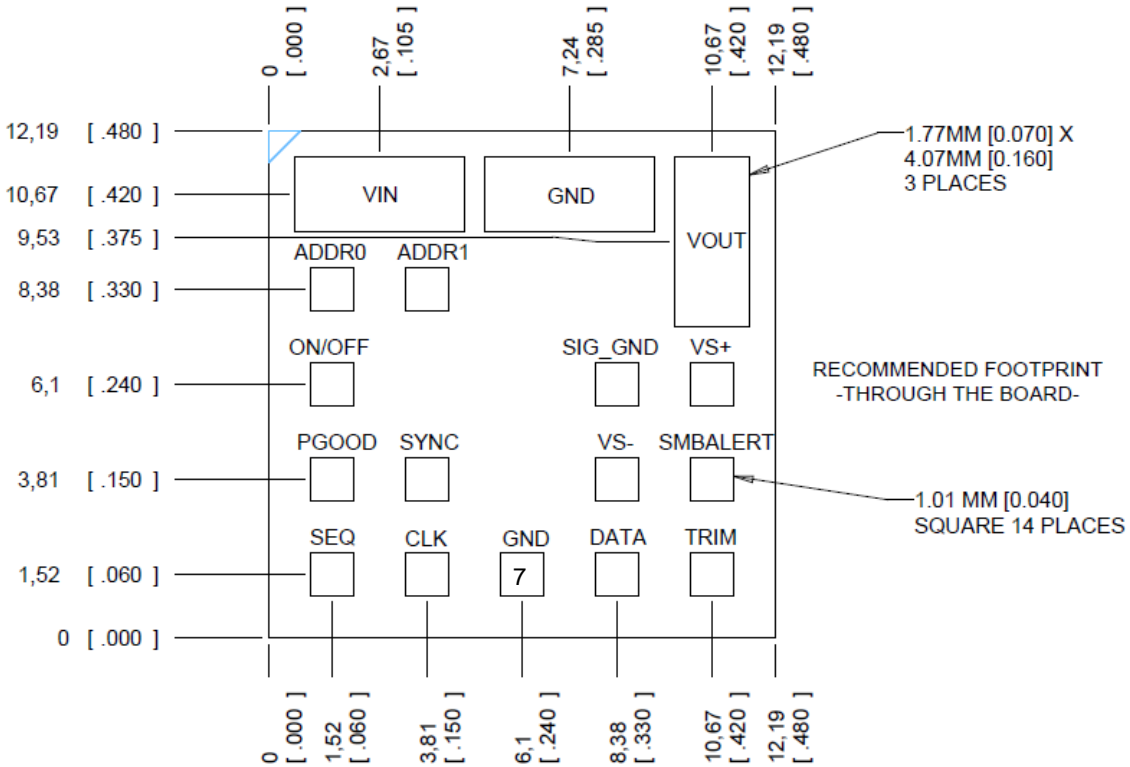 0 [ .000 ]
2,67 [ .105 ]
7,24 [ .285 ]
10,67 [ .420 ]
12,19 [ .480 ]
12,19 [ .480 ]
1.77MM [0.070] X
4.07MM [0.160]
3 PLACES
10,67 [ .420 ]
VIN
GND
9,53 [ .375 ]
VOUT
ADDR0
ADDR1
8,38 [ .330 ]
ON/OFF
SIG_GND
VS+
RECOMMENDED FOOTPRINT
-THROUGH THE BOARD-
6,1 [ .240 ]
PGOOD
SYNC
VS-
SMBALERT
3,81 [ .150 ]
1.01 MM [0.040]
SQUARE 14 PLACES
SEQ
CLK
GND
DATA
TRIM
1,52 [ .060 ]
7
0 [ .000 ]
0 [ .000 ]
1,52 [ .060 ]
3,81 [ .150 ]
6,1 [ .240 ]
8,38 [ .330 ]
10,67 [ .420 ]
12,19 [ .480 ]